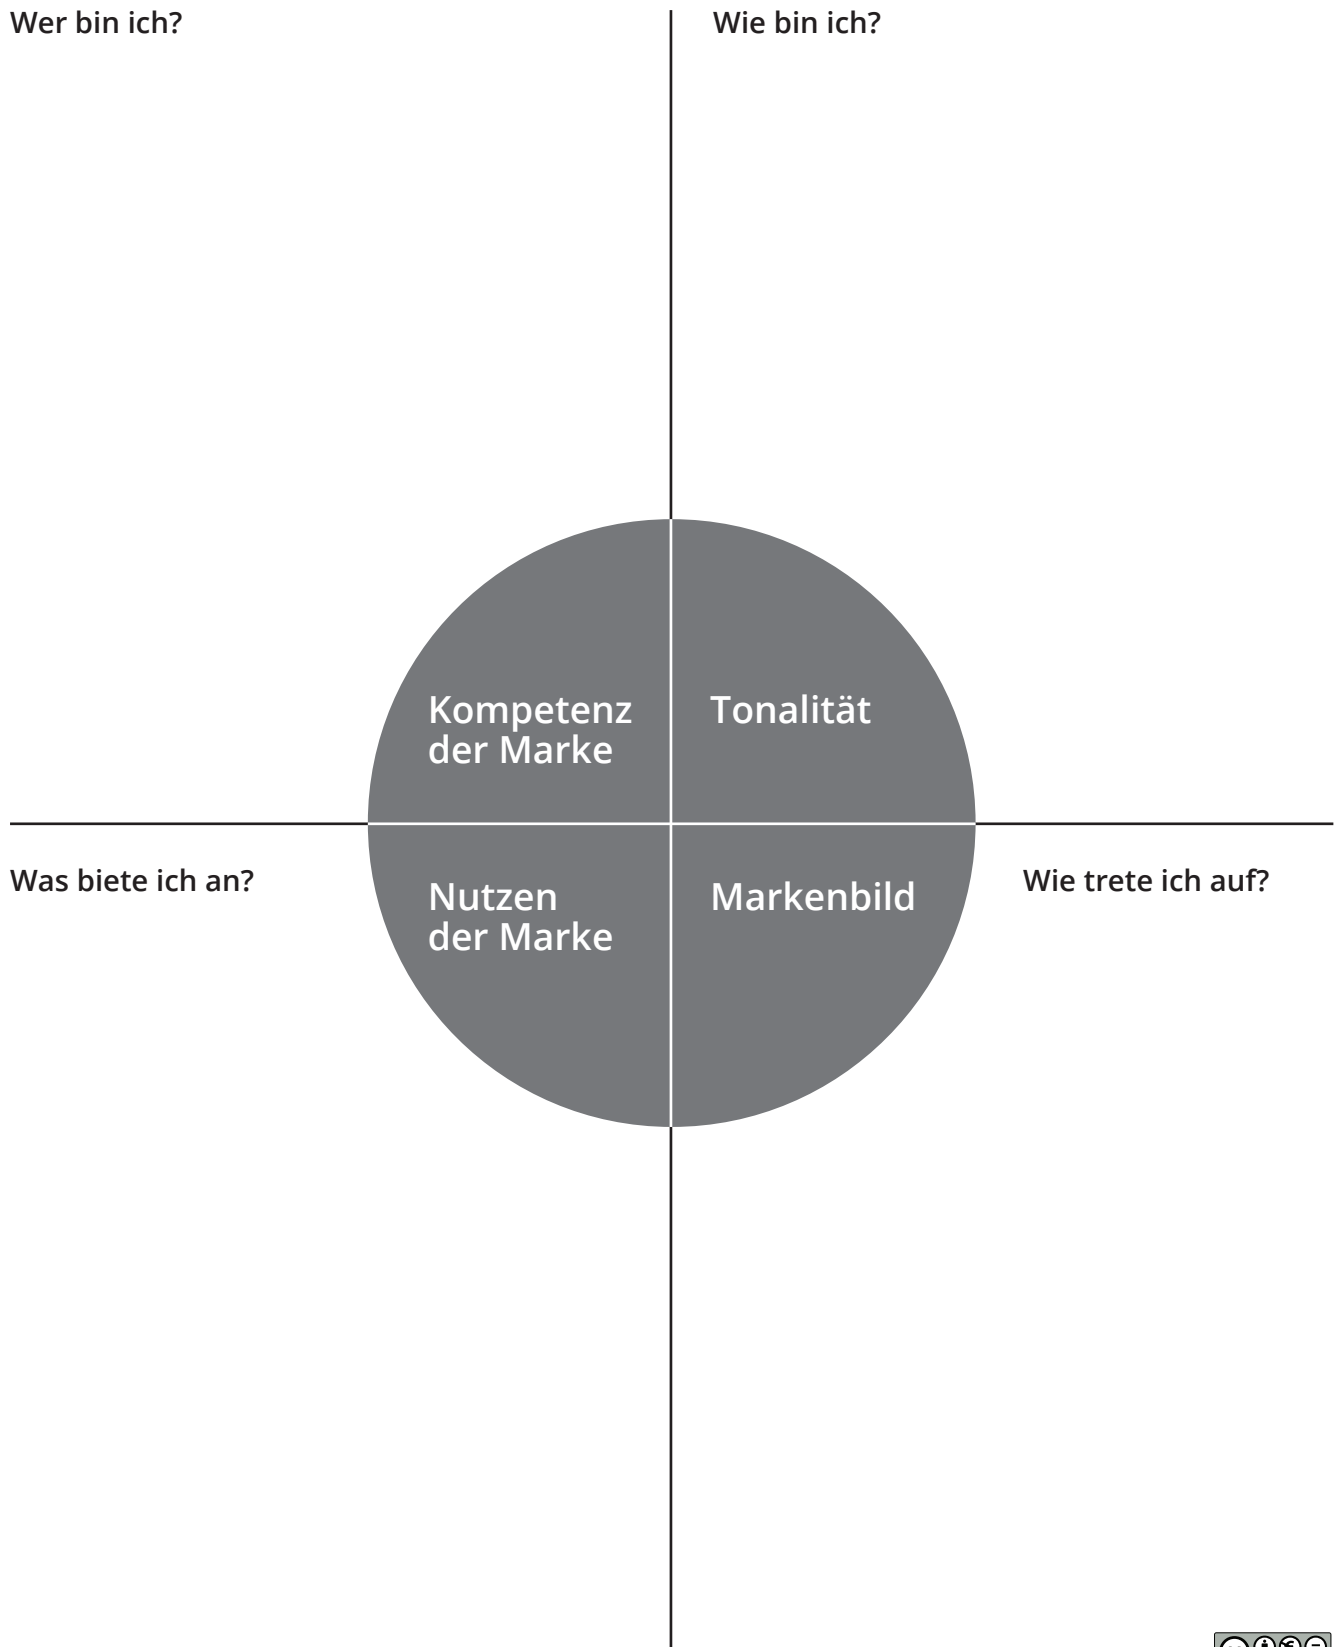 Wer bin ich?
Wie bin ich?
Kompetenz
der Marke
Tonalität
Was biete ich an?
Wie trete ich auf?
Nutzen
der Marke
Markenbild